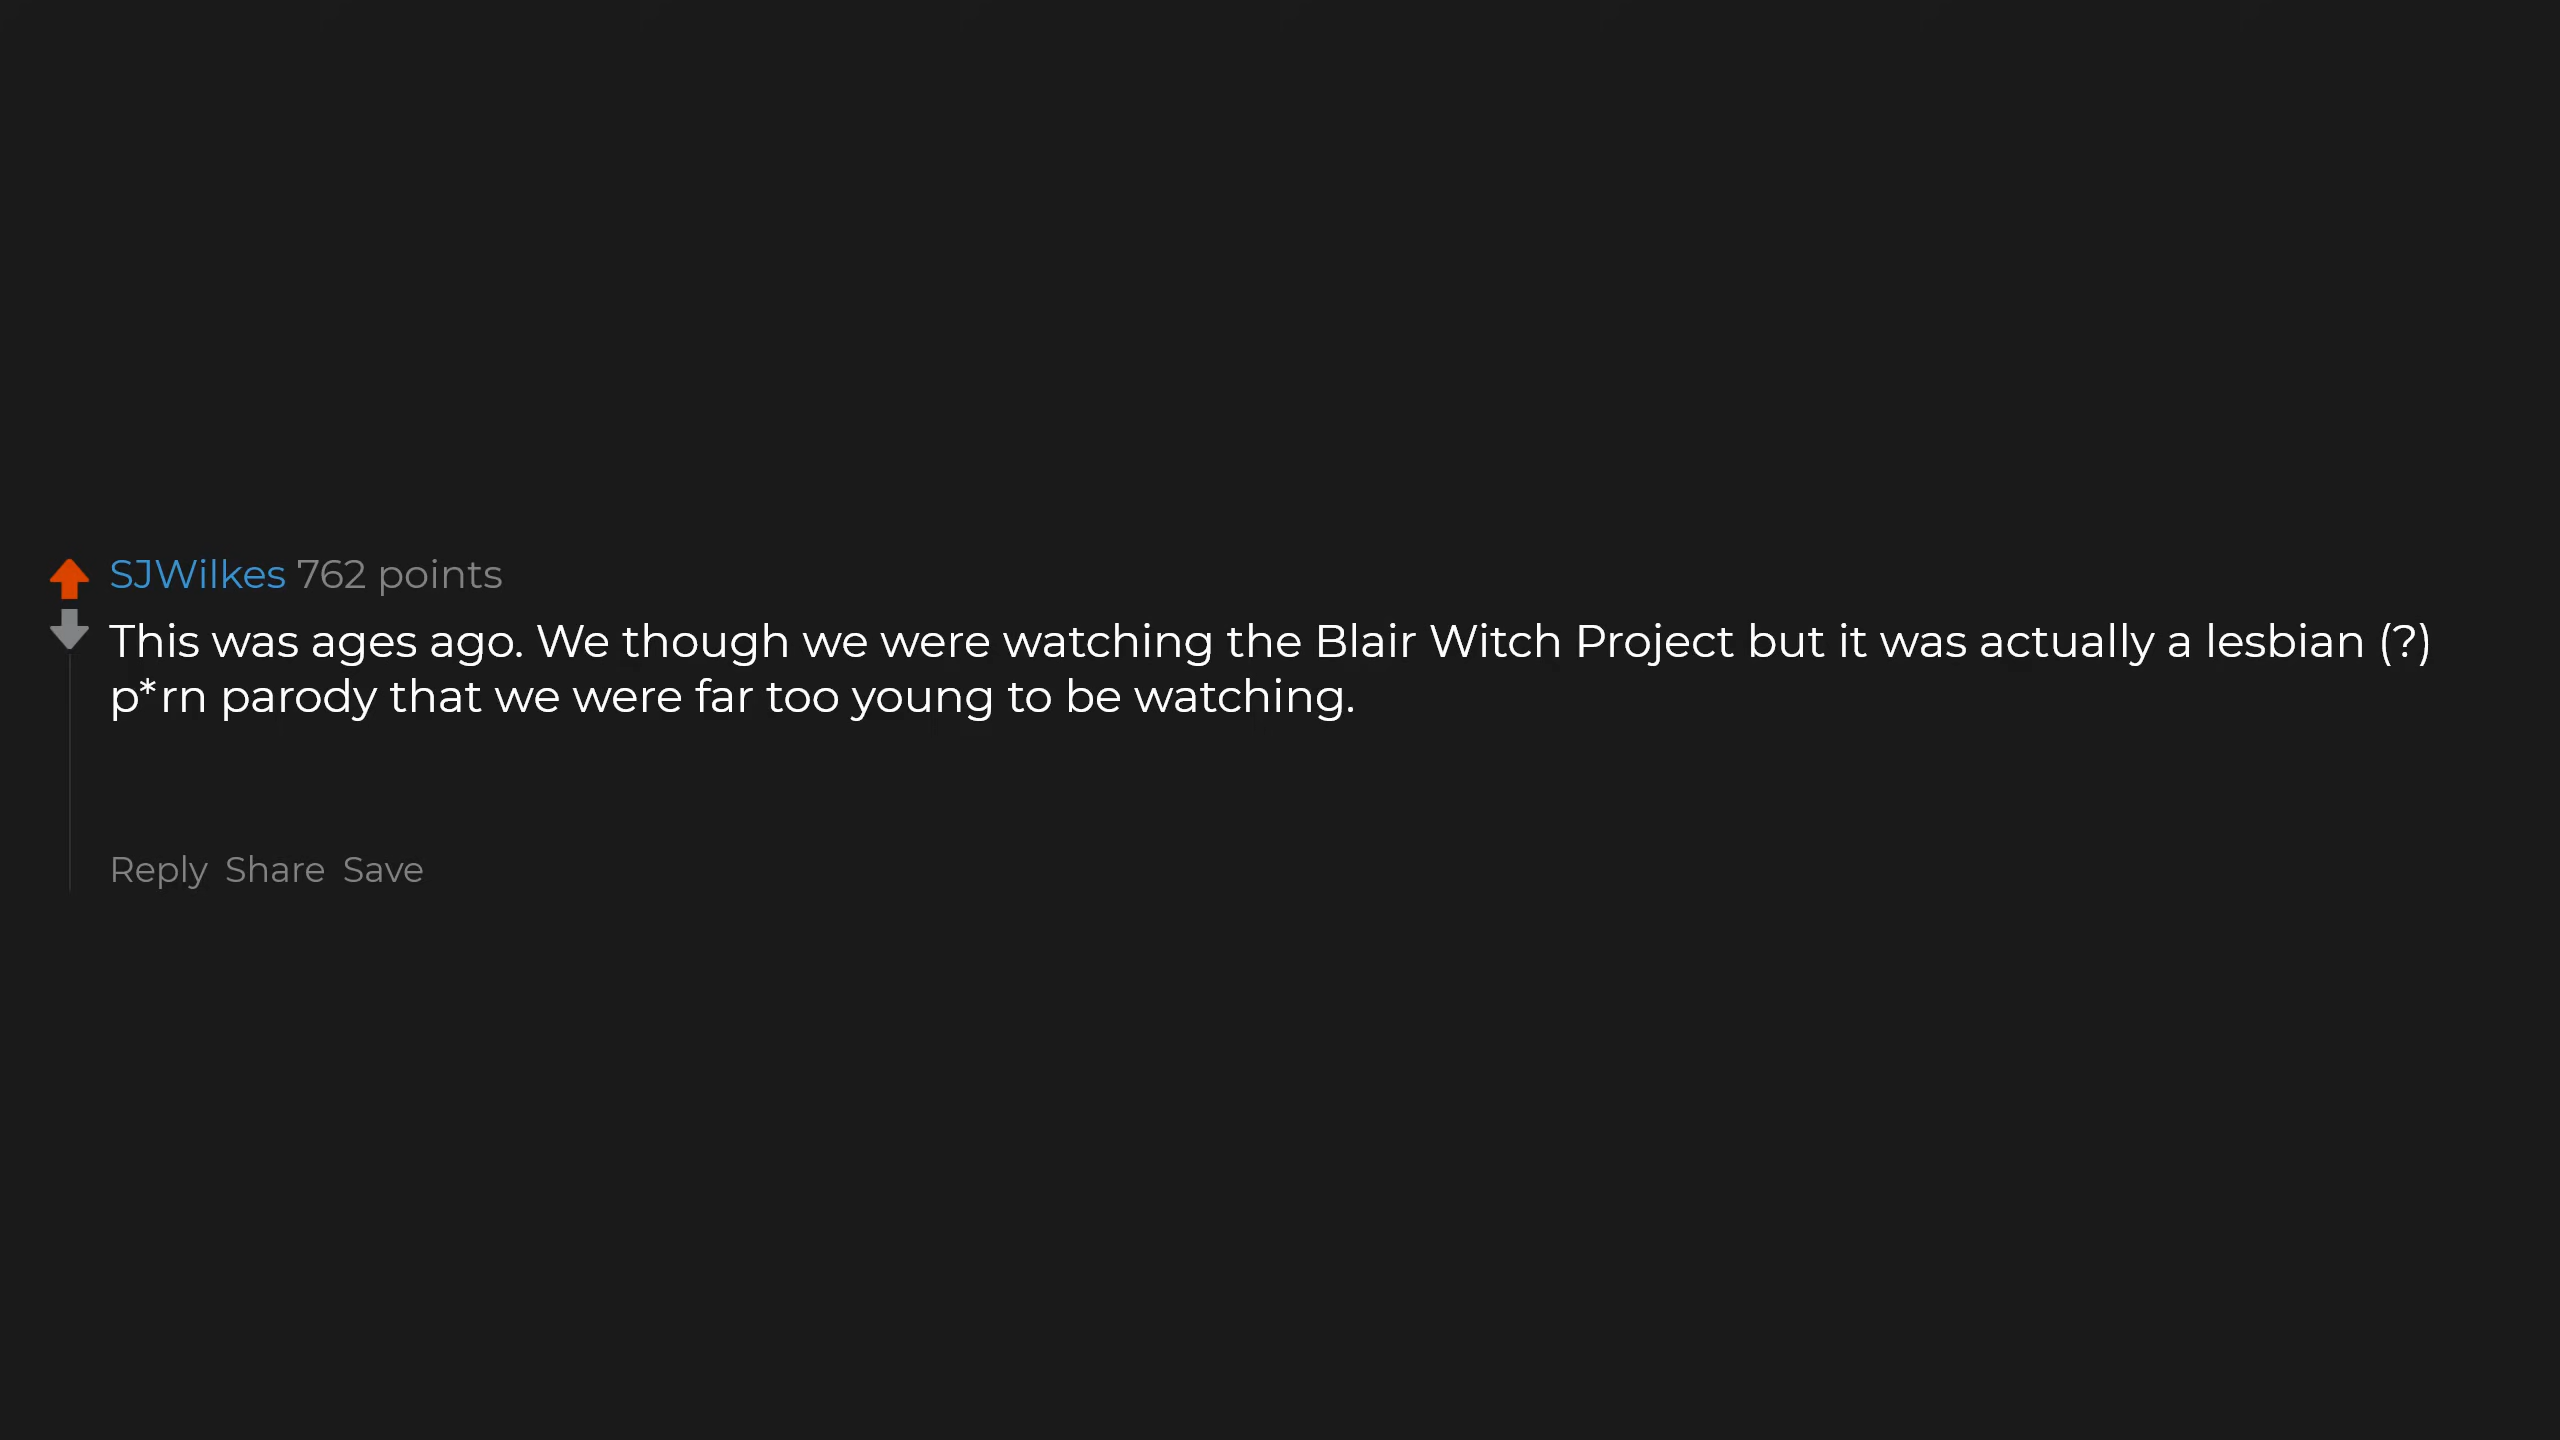 SJWilkes 762 points
This was ages ago. We though we were watching the Blair Witch Project but it was actually a lesbian (?)
p*rn parody that we were far too young to be watching.
Reply Share Save